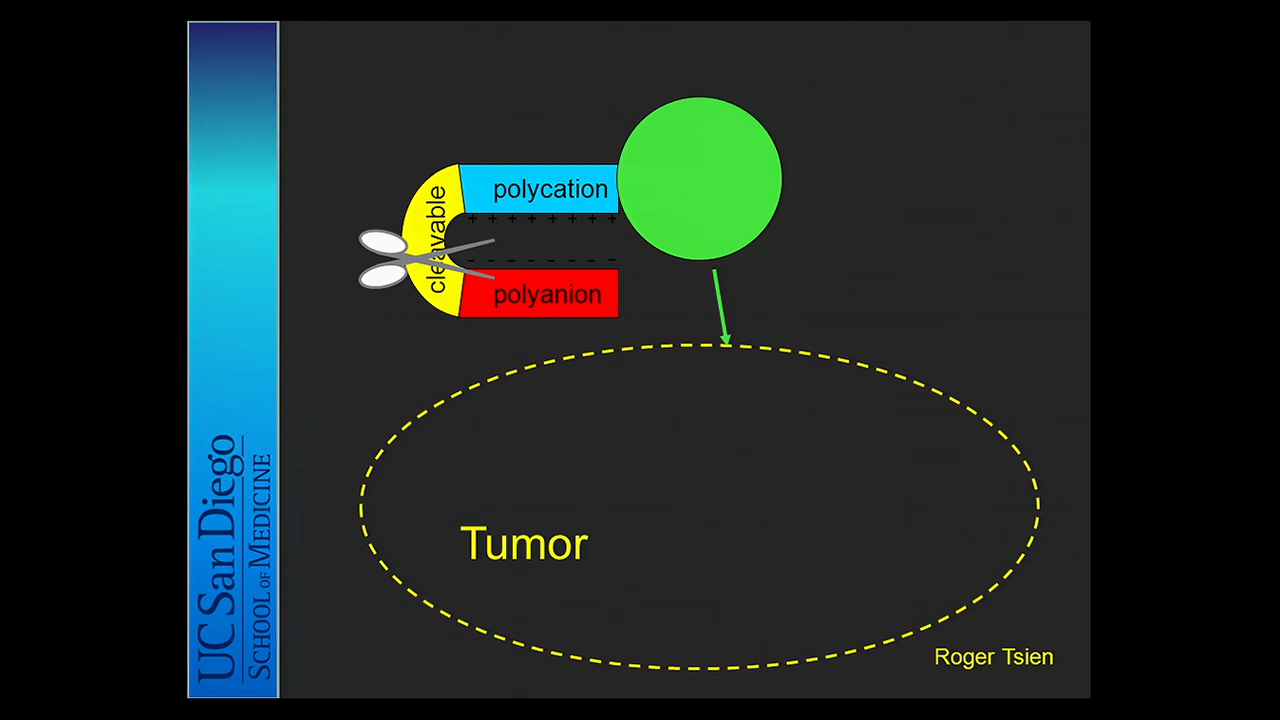 polycation
cleavable
+ + + + + + + +
- - - - - - - -
polyanion
Tumor
Roger Tsien
UC San Diego
SCHOOL OF MEDICINE